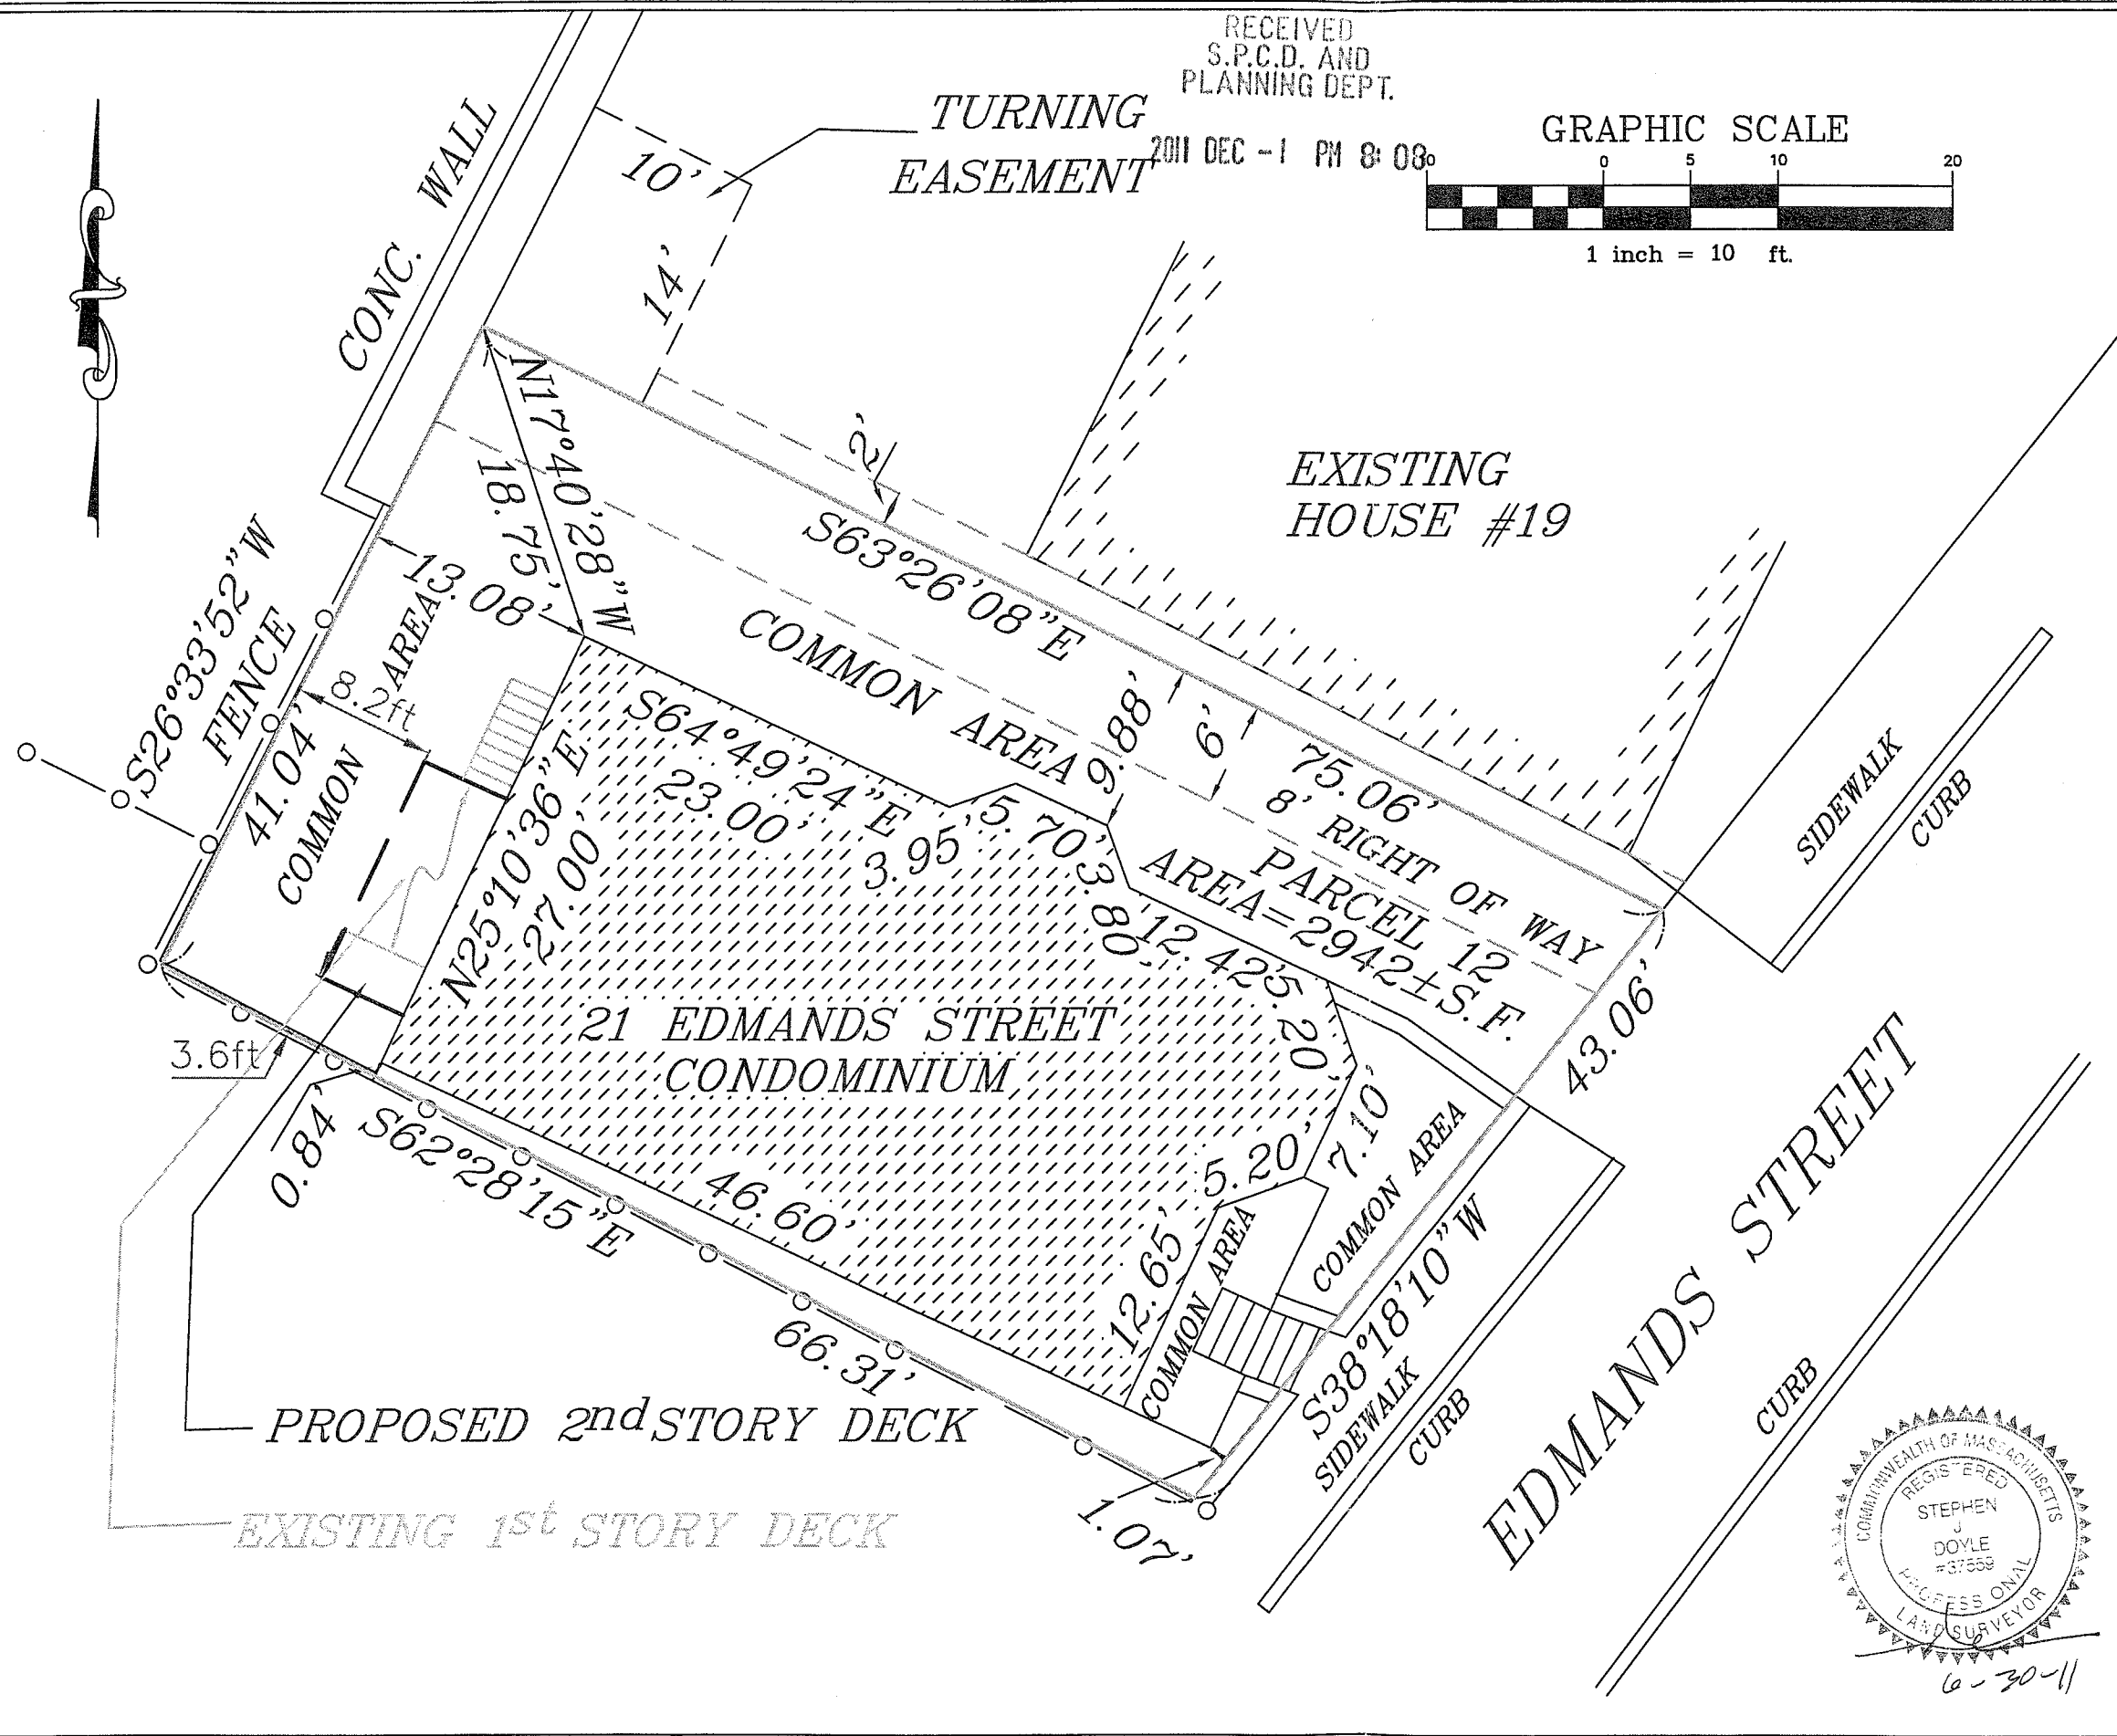 RECEIVED
S.P.C.D. AND
PLANNING DEPT.
2011 DEC -1 PM 8:08
TURNING
EASEMENT
GRAPHIC SCALE
0 5 10 20
1 inch = 10 ft.
CONC. WALL
10'
14'
2'
EXISTING
HOUSE #19
N17°40'28"W
18.75'
S63°26'08"E
75.06'
13.08'
S26°33'52"W
FENCE
41.04'
COMMON AREA
8.2ft
COMMON AREA
9.88'
6'
8' RIGHT OF WAY
PARCEL 12
AREA=2942±S.F.
S64°49'24"E
23.00'
3.95'
5.70'
3.80'
12.42'
5.20'
N25°10'36"E
27.00'
21 EDMANDS STREET
CONDOMINIUM
3.6ft
0.84'
S62°28'15"E
66.31'
46.60'
5.20'
7.10'
12.65'
COMMON AREA
COMMON AREA
43.06'
S38°18'10"W
SIDEWALK
CURB
SIDEWALK
CURB
EDMANDS STREET
CURB
1.07'
PROPOSED 2nd STORY DECK
EXISTING 1st STORY DECK
COMMONWEALTH OF MASSACHUSETTS
REGISTERED
STEPHEN
J
DOYLE
#37559
PROFESSIONAL
LAND SURVEYOR
6-30-11